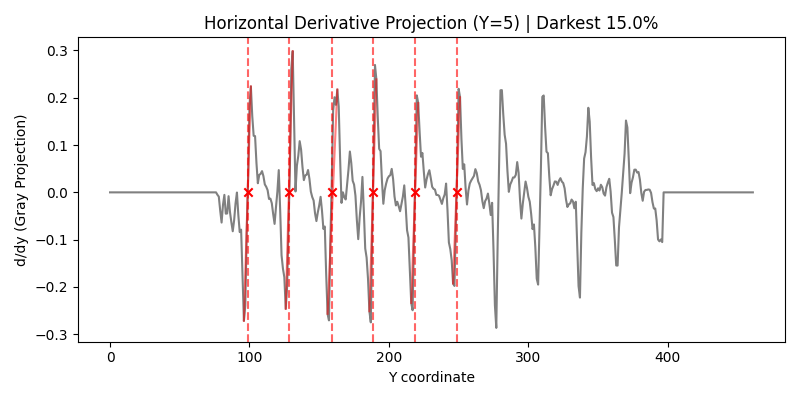 Horizontal Derivative Projection (Y=5) | Darkest 15.0%
0.3
0.2
0.1
0.0
−0.1
−0.2
−0.3
d/dy (Gray Projection)
0 100 200 300 400
Y coordinate